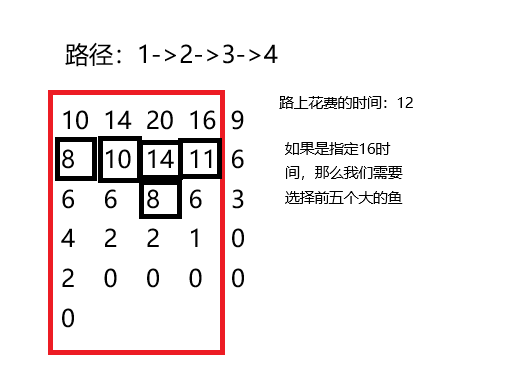 路径：1->2->3->4
路上花费的时间：12
10 14 20 16 9
如果是指定16时
间，那么我们需要
选择前五个大的鱼
8 10 14 11 6
6 6 8 6 3
4 2 2 1 0
2 0 0 0 0
0